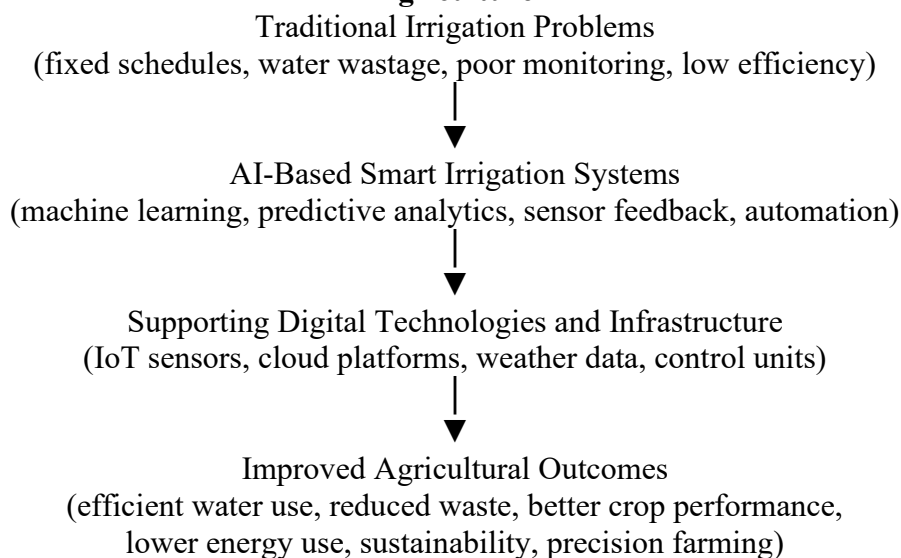 Traditional Irrigation Problems
(fixed schedules, water wastage, poor monitoring, low efficiency)
AI-Based Smart Irrigation Systems
(machine learning, predictive analytics, sensor feedback, automation)
Supporting Digital Technologies and Infrastructure
(IoT sensors, cloud platforms, weather data, control units)
Improved Agricultural Outcomes
(efficient water use, reduced waste, better crop performance,
lower energy use, sustainability, precision farming)